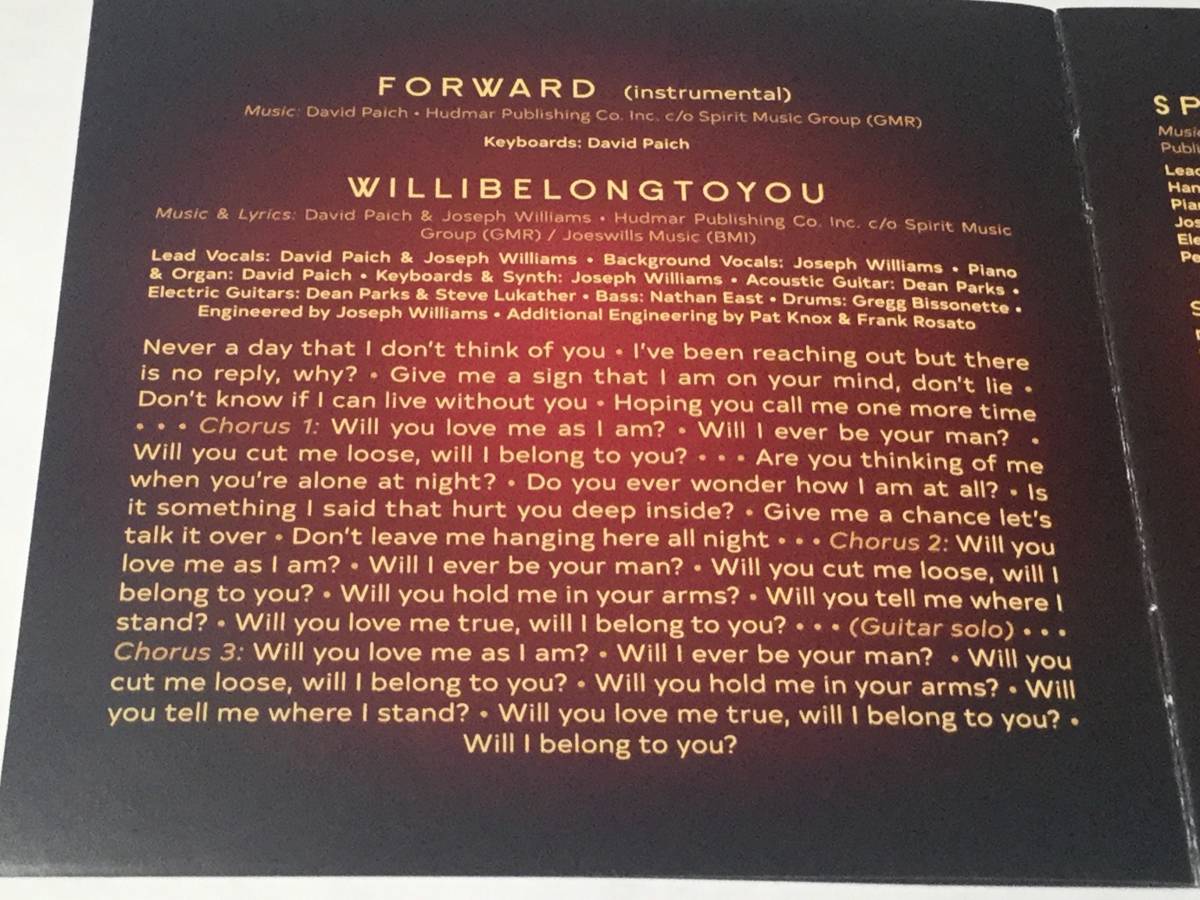 FORWARD (instrumental)
Music: David Paich • Hudmar Publishing Co. Inc. c/o Spirit Music Group (GMR)
Keyboards: David Paich
WILLIBELONGTOYOU
Music & Lyrics: David Paich & Joseph Williams • Hudmar Publishing Co. Inc. c/o Spirit Music
Group (GMR) / Joeswills Music (BMI)
Lead Vocals: David Paich & Joseph Williams • Background Vocals: Joseph Williams • Piano
& Organ: David Paich • Keyboards & Synth: Joseph Williams • Acoustic Guitar: Dean Parks •
Electric Guitars: Dean Parks & Steve Lukather • Bass: Nathan East • Drums: Gregg Bissonette •
Engineered by Joseph Williams • Additional Engineering by Pat Knox & Frank Rosato
Never a day that I don't think of you • I've been reaching out but there
is no reply, why? • Give me a sign that I am on your mind, don't lie •
Don't know if I can live without you • Hoping you call me one more time
• • • Chorus 1: Will you love me as I am? • Will I ever be your man? •
Will you cut me loose, will I belong to you? • • • Are you thinking of me
when you're alone at night? • Do you ever wonder how I am at all? • Is
it something I said that hurt you deep inside? • Give me a chance let's
talk it over • Don't leave me hanging here all night • • • Chorus 2: Will you
love me as I am? • Will I ever be your man? • Will you cut me loose, will I
belong to you? • Will you hold me in your arms? • Will you tell me where I
stand? • Will you love me true, will I belong to you? • • • (Guitar solo) • • •
Chorus 3: Will you love me as I am? • Will I ever be your man? • Will you
cut me loose, will I belong to you? • Will you hold me in your arms? • Will
you tell me where I stand? • Will you love me true, will I belong to you? •
Will I belong to you?
SP
Music
Publi
Lead
Han
Pian
Jos
Ele
Pe